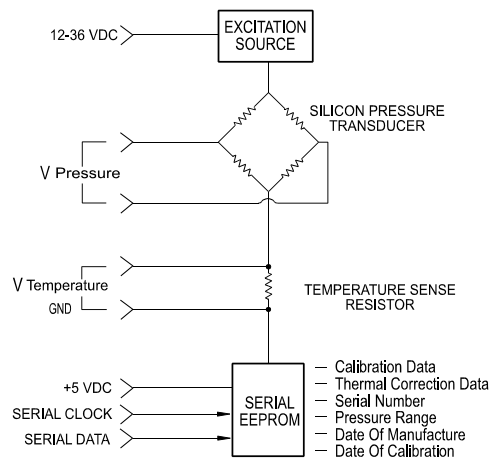 12-36 VDC
EXCITATION
SOURCE
SILICON PRESSURE
TRANSDUCER
V Pressure
V Temperature
GND
TEMPERATURE SENSE
RESISTOR
+5 VDC
SERIAL CLOCK
SERIAL DATA
SERIAL
EEPROM
— Calibration Data
— Thermal Correction Data
— Serial Number
— Pressure Range
— Date Of Manufacture
— Date Of Calibration